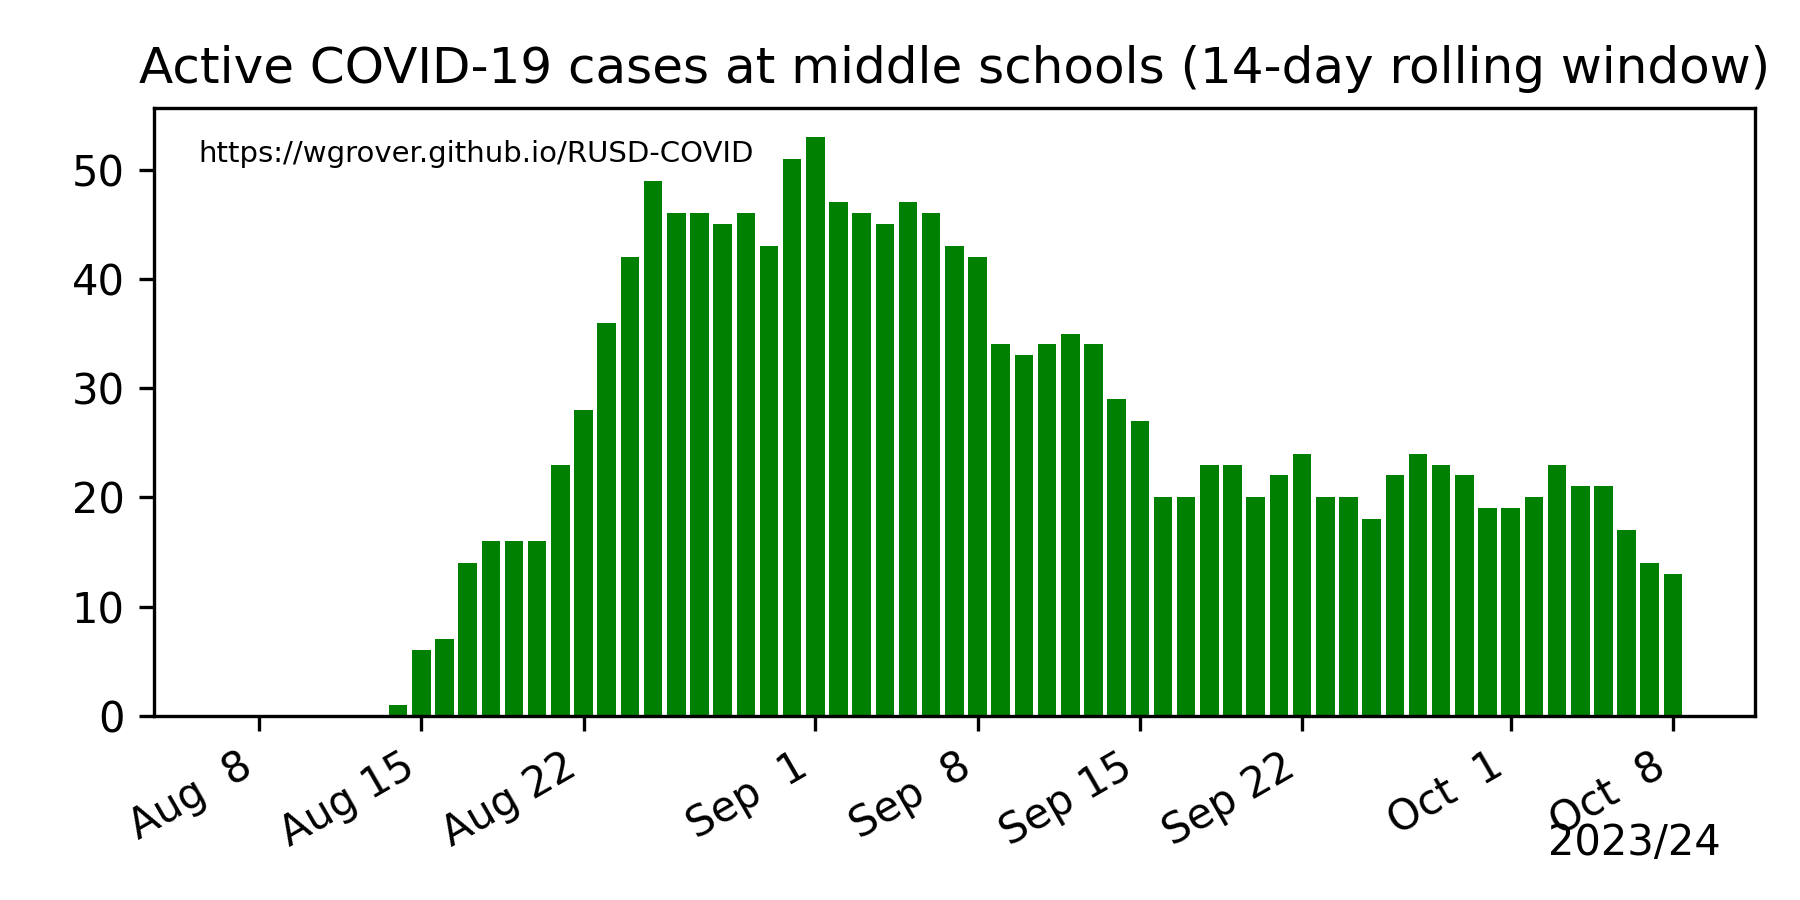 Active COVID-19 cases at middle schools (14-day rolling window)
https://wgrover.github.io/RUSD-COVID
50
40
30
20
10
0
Aug 8
Aug 15
Aug 22
Sep 1
Sep 8
Sep 15
Sep 22
Oct 1
Oct 8
2023/24